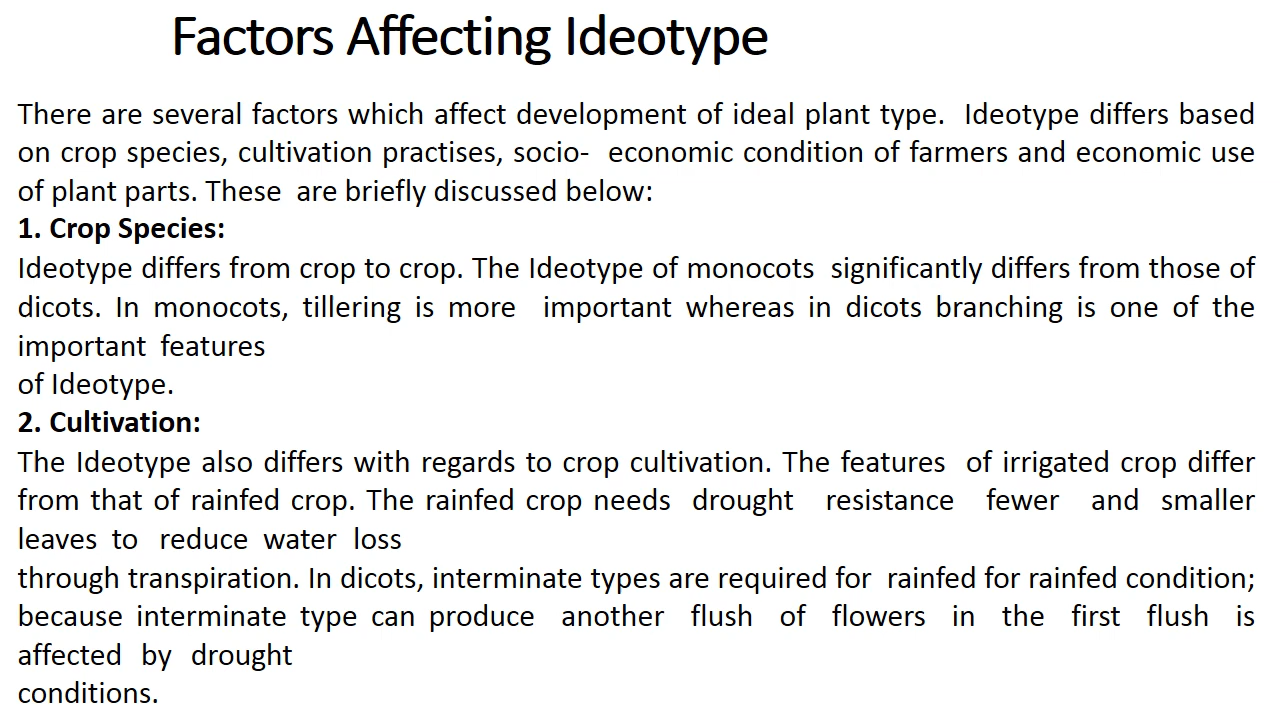 Factors Affecting Ideotype
There are several factors which affect development of ideal plant type. Ideotype differs based
on crop species, cultivation practises, socio- economic condition of farmers and economic use
of plant parts. These are briefly discussed below:
1. Crop Species:
Ideotype differs from crop to crop. The Ideotype of monocots significantly differs from those of
dicots. In monocots, tillering is more important whereas in dicots branching is one of the
important features
of Ideotype.
2. Cultivation:
The Ideotype also differs with regards to crop cultivation. The features of irrigated crop differ
from that of rainfed crop. The rainfed crop needs drought resistance fewer and smaller
leaves to reduce water loss
through transpiration. In dicots, interminate types are required for rainfed for rainfed condition;
because interminate type can produce another flush of flowers in the first flush is
affected by drought
conditions.